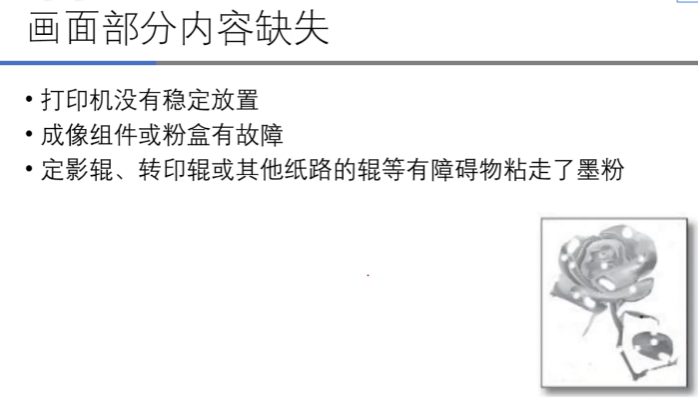 画面部分内容缺失
• 打印机没有稳定放置
• 成像组件或粉盒有故障
• 定影辊、转印辊或其他纸路的辊等有障碍物粘走了墨粉